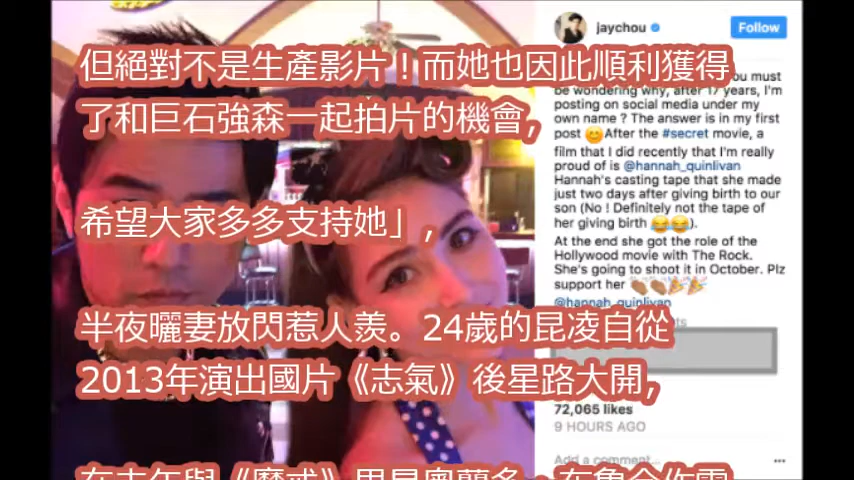 jaychou
Follow
但絕對不是生產影片！而她也因此順利獲得
了和巨石強森一起拍片的機會，
希望大家多多支持她」，
半夜曬妻放閃惹人羨。24歲的昆凌自從
2013年演出國片《志氣》後星路大開，
you must
be wondering why, after 17 years, I'm
posting on social media under my
own name ? The answer is in my first
post 😊After the #secret movie, a
film that I did recently that I'm really
proud of is @hannah_quinlivan
Hannah's casting tape that she made
just two days after giving birth to our
son (No ! Definitely not the tape of
her giving birth 😂😂).
At the end she got the role of the
Hollywood movie with The Rock.
She's going to shoot it in October. Plz
support her 👏🏽👏🏽🎉🎉
@hannah_quinlivan
72,065 likes
9 HOURS AGO
Add a comment...